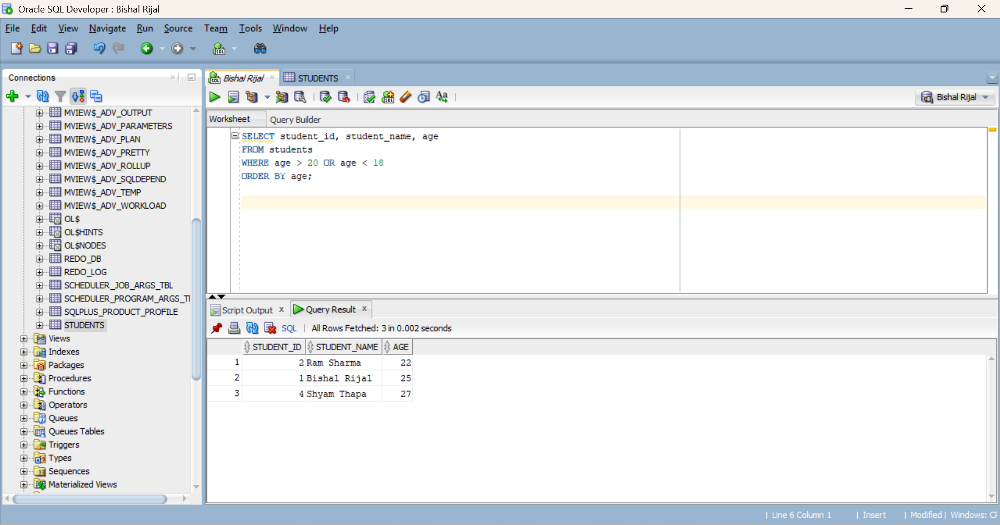 Oracle SQL Developer : Bishal Rijal
File Edit View Navigate Run Source Team Tools Window Help
Connections
MVIEW$_ADV_OUTPUT
MVIEW$_ADV_PARAMETERS
MVIEW$_ADV_PLAN
MVIEW$_ADV_PRETTY
MVIEW$_ADV_ROLLUP
MVIEW$_ADV_SQLDEPEND
MVIEW$_ADV_TEMP
MVIEW$_ADV_WORKLOAD
OL$
OL$HINTS
OL$NODES
REDO_DB
REDO_LOG
SCHEDULER_JOB_ARGS_TBL
SCHEDULER_PROGRAM_ARGS_T
SQLPLUS_PRODUCT_PROFILE
STUDENTS
Views
Indexes
Packages
Procedures
Functions
Operators
Queues
Queues Tables
Triggers
Types
Sequences
Materialized Views
Bishal Rijal STUDENTS
Bishal Rijal
Worksheet Query Builder
SELECT student_id, student_name, age
FROM students
WHERE age > 20 OR age < 18
ORDER BY age;
Script Output Query Result
SQL | All Rows Fetched: 3 in 0.002 seconds
STUDENT_ID STUDENT_NAME AGE
1 2 Ram Sharma 22
2 1 Bishal Rijal 25
3 4 Shyam Thapa 27
| Line 6 Column 1 | Insert | Modified | Windows: C